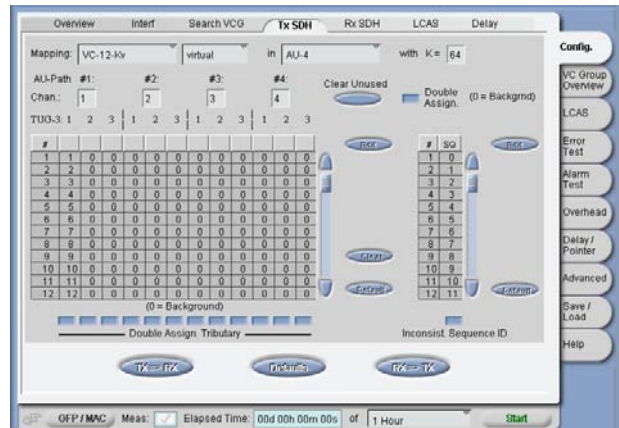 Overview Interf Search VCG Tx SDH Rx SDH LCAS Delay
Mapping: VC-12-Kv virtual in AU-4 with K= 64
AU-Path #1: #2: #3: #4: Clear Unused
Chan.: 1 2 3 4 Double Assign. (0 = Backgrnd)
TUG-3: 1 2 3 1 2 3 1 2 3 1 2 3
# # SQ
1 1 0 0 0 0 0 0 0 0 0 0 0 1 0
2 2 0 0 0 0 0 0 0 0 0 0 0 2 1
3 3 0 0 0 0 0 0 0 0 0 0 0 3 2
4 4 0 0 0 0 0 0 0 0 0 0 0 4 3
5 5 0 0 0 0 0 0 0 0 0 0 0 5 4
6 6 0 0 0 0 0 0 0 0 0 0 0 6 5
7 7 0 0 0 0 0 0 0 0 0 0 0 7 6
8 8 0 0 0 0 0 0 0 0 0 0 0 8 7
9 9 0 0 0 0 0 0 0 0 0 0 0 Clear 9 8
10 10 0 0 0 0 0 0 0 0 0 0 0 10 9
11 11 0 0 0 0 0 0 0 0 0 0 0 11 10
12 12 0 0 0 0 0 0 0 0 0 0 0 12 11
(0 = Background)
Double Assign. Tributary Inconsist. Sequence ID
TX=>RX Defaults RX=>TX
OFP / MAC Meas: Elapsed Time: 00d 00h 00m 00s of 1 Hour Start
Config.
VC Group
Overview
LCAS
Error
Test
Alarm
Test
Overhead
Delay /
Pointer
Advanced
Save /
Load
Help